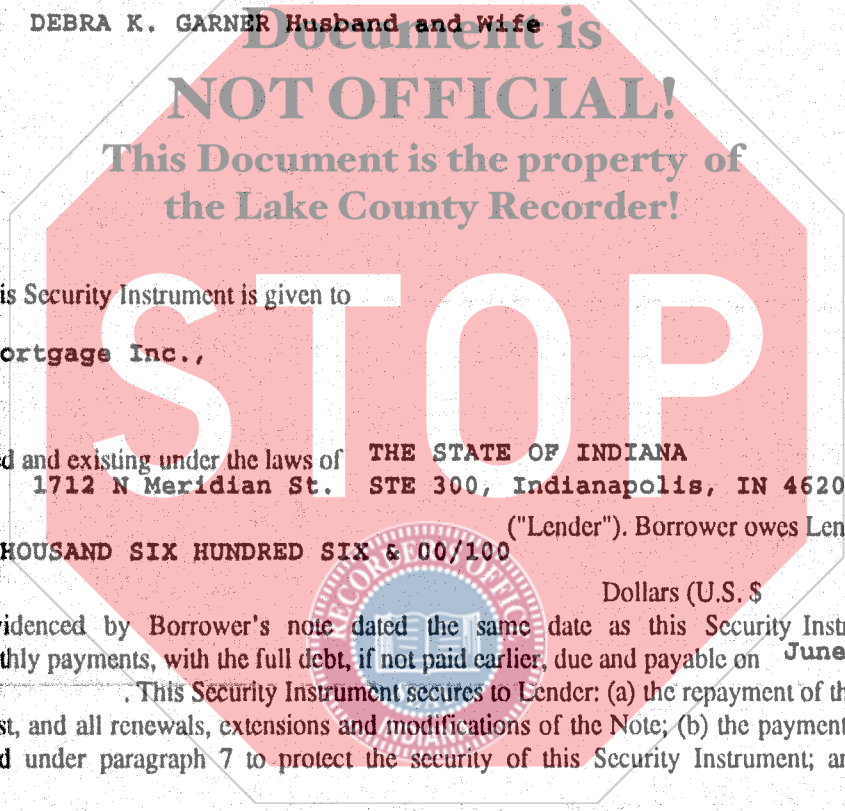 DEBRA K. GARNER Husband and Wife
Document is
NOT OFFICIAL!
This Document is the property of
the Lake County Recorder!
STOP
is Security Instrument is given to
ortgage Inc.,
d and existing under the laws of THE STATE OF INDIANA
1712 N Meridian St. STE 300, Indianapolis, IN 4620
("Lender"). Borrower owes Len
HOUSAND SIX HUNDRED SIX & 00/100
Dollars (U.S. $
videnced by Borrower's note dated the same date as this Security Instr
thly payments, with the full debt, if not paid earlier, due and payable on June
. This Security Instrument secures to Lender: (a) the repayment of th
st, and all renewals, extensions and modifications of the Note; (b) the payment
d under paragraph 7 to protect the security of this Security Instrument; an